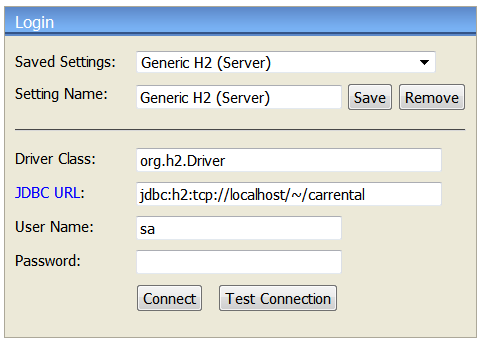 Login
Saved Settings: Generic H2 (Server)
Setting Name: Generic H2 (Server) Save Remove
Driver Class: org.h2.Driver
JDBC URL: jdbc:h2:tcp://localhost/~/carrental
User Name: sa
Password:
Connect Test Connection